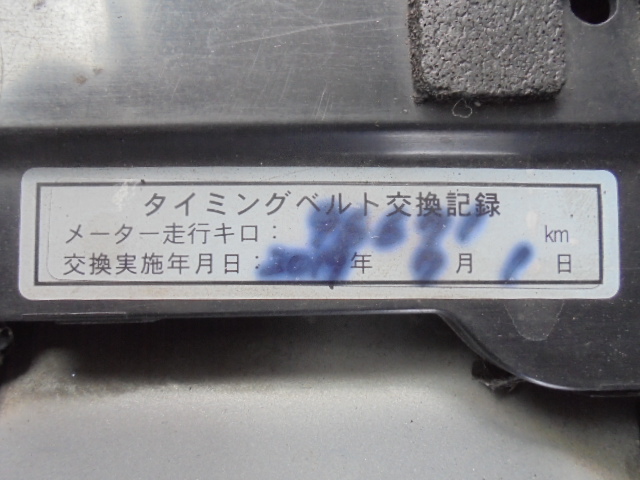 タイミングベルト交換記録
メーター走行キロ: km
交換実施年月日: 年 月 日